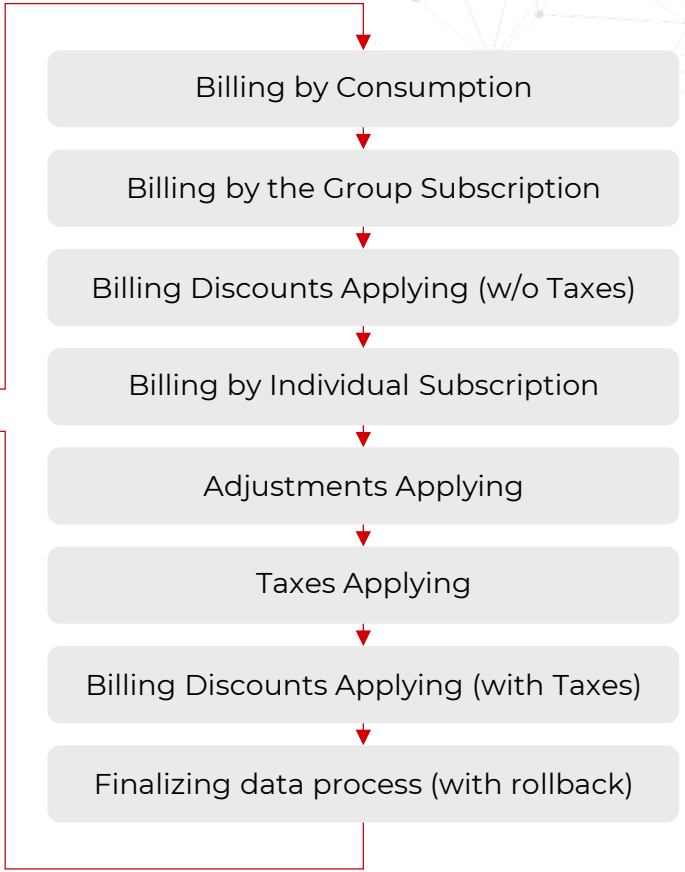 Billing by Consumption
Billing by the Group Subscription
Billing Discounts Applying (w/o Taxes)
Billing by Individual Subscription
Adjustments Applying
Taxes Applying
Billing Discounts Applying (with Taxes)
Finalizing data process (with rollback)